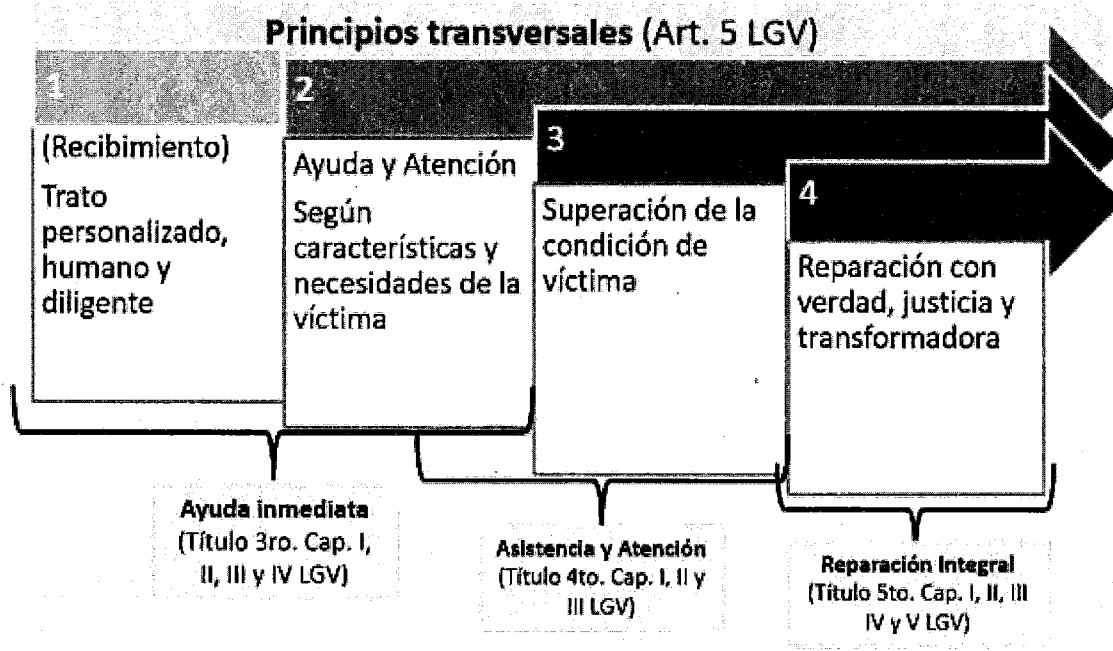 Principios transversales (Art. 5 LGV)
1
(Recibimiento)
Trato
personalizado,
humano y
diligente
2
Ayuda y Atención
Según
características y
necesidades de la
víctima
3
Superación de la
condición de
víctima
4
Reparación con
verdad, justicia y
transformadora
Ayuda inmediata
(Título 3ro. Cap. I,
II, III y IV LGV)
Asistencia y Atención
(Título 4to. Cap. I, II y
III LGV)
Reparación Integral
(Título 5to. Cap. I, II, III
IV y V LGV)